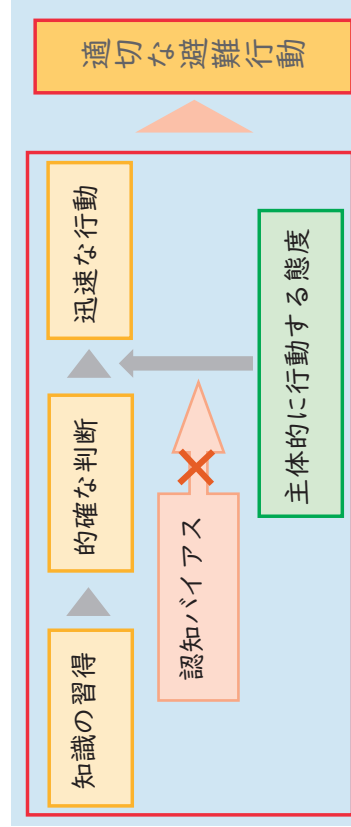 知識の習得
的確な判断
迅速な行動
認知バイアス
主体的に行動する態度
適切な避難行動